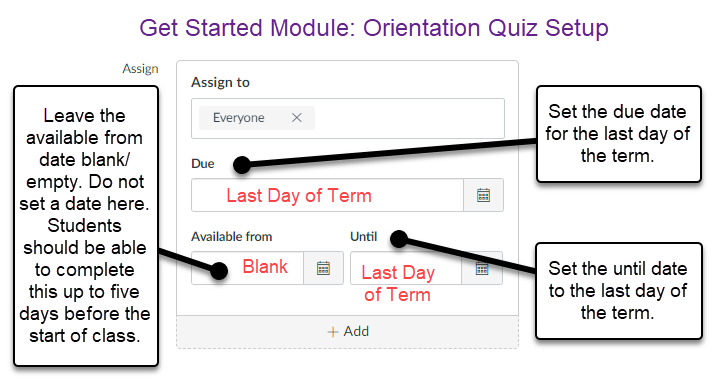 Get Started Module: Orientation Quiz Setup
Assign
Assign to
Everyone
Due
Last Day of Term
Available from
Until
Blank
Last Day
of Term
+ Add
Leave the
available from
date blank/
empty. Do not
set a date here.
Students
should be able
to complete
this up to five
days before the
start of class.
Set the due date
for the last day of
the term.
Set the until date
to the last day of
the term.